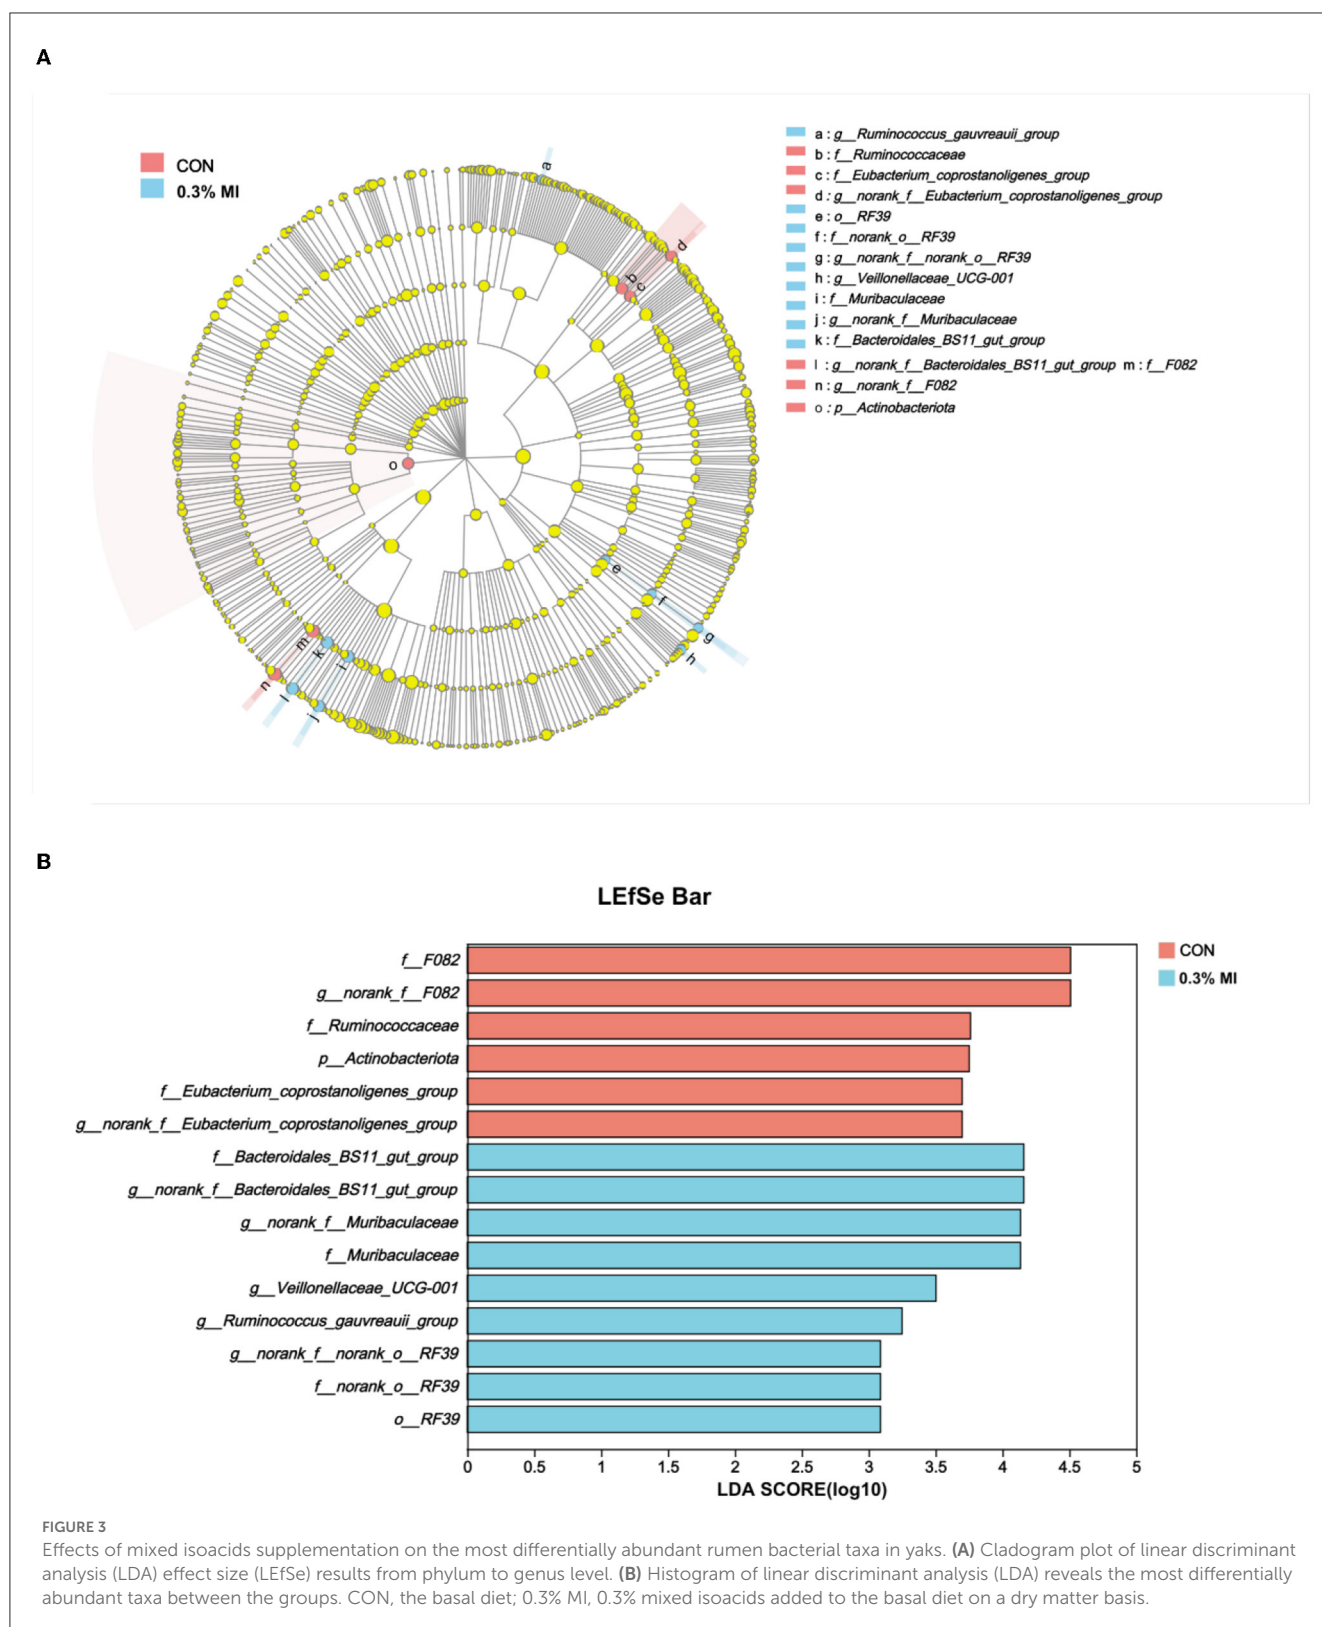 A
CON
0.3% MI
a : g__Ruminococcus_gauvreauii_group
b : f__Ruminococcaceae
c : f__Eubacterium_coprostanoligenes_group
d : g__norank_f__Eubacterium_coprostanoligenes_group
e : o__RF39
f : f__norank_o__RF39
g : g__norank_f__norank_o__RF39
h : g__Veillonellaceae_UCG-001
i : f__Muribaculaceae
j : g__norank_f__Muribaculaceae
k : f__Bacteroidales_BS11_gut_group
l : g__norank_f__Bacteroidales_BS11_gut_group m : f__F082
n : g__norank_f__F082
o : p__Actinobacteriota
a
b
c
d
o
e
f
g
h
m
k
i
n
l
j
B
LEfSe Bar
CON
0.3% MI
f__F082
g__norank_f__F082
f__Ruminococcaceae
p__Actinobacteriota
f__Eubacterium_coprostanoligenes_group
g__norank_f__Eubacterium_coprostanoligenes_group
f__Bacteroidales_BS11_gut_group
g__norank_f__Bacteroidales_BS11_gut_group
g__norank_f__Muribaculaceae
f__Muribaculaceae
g__Veillonellaceae_UCG-001
g__Ruminococcus_gauvreauii_group
g__norank_f__norank_o__RF39
f__norank_o__RF39
o__RF39
0 0.5 1 1.5 2 2.5 3 3.5 4 4.5 5
LDA SCORE(log10)
FIGURE 3
Effects of mixed isoacids supplementation on the most differentially abundant rumen bacterial taxa in yaks. (A) Cladogram plot of linear discriminant
analysis (LDA) effect size (LEfSe) results from phylum to genus level. (B) Histogram of linear discriminant analysis (LDA) reveals the most differentially
abundant taxa between the groups. CON, the basal diet; 0.3% MI, 0.3% mixed isoacids added to the basal diet on a dry matter basis.